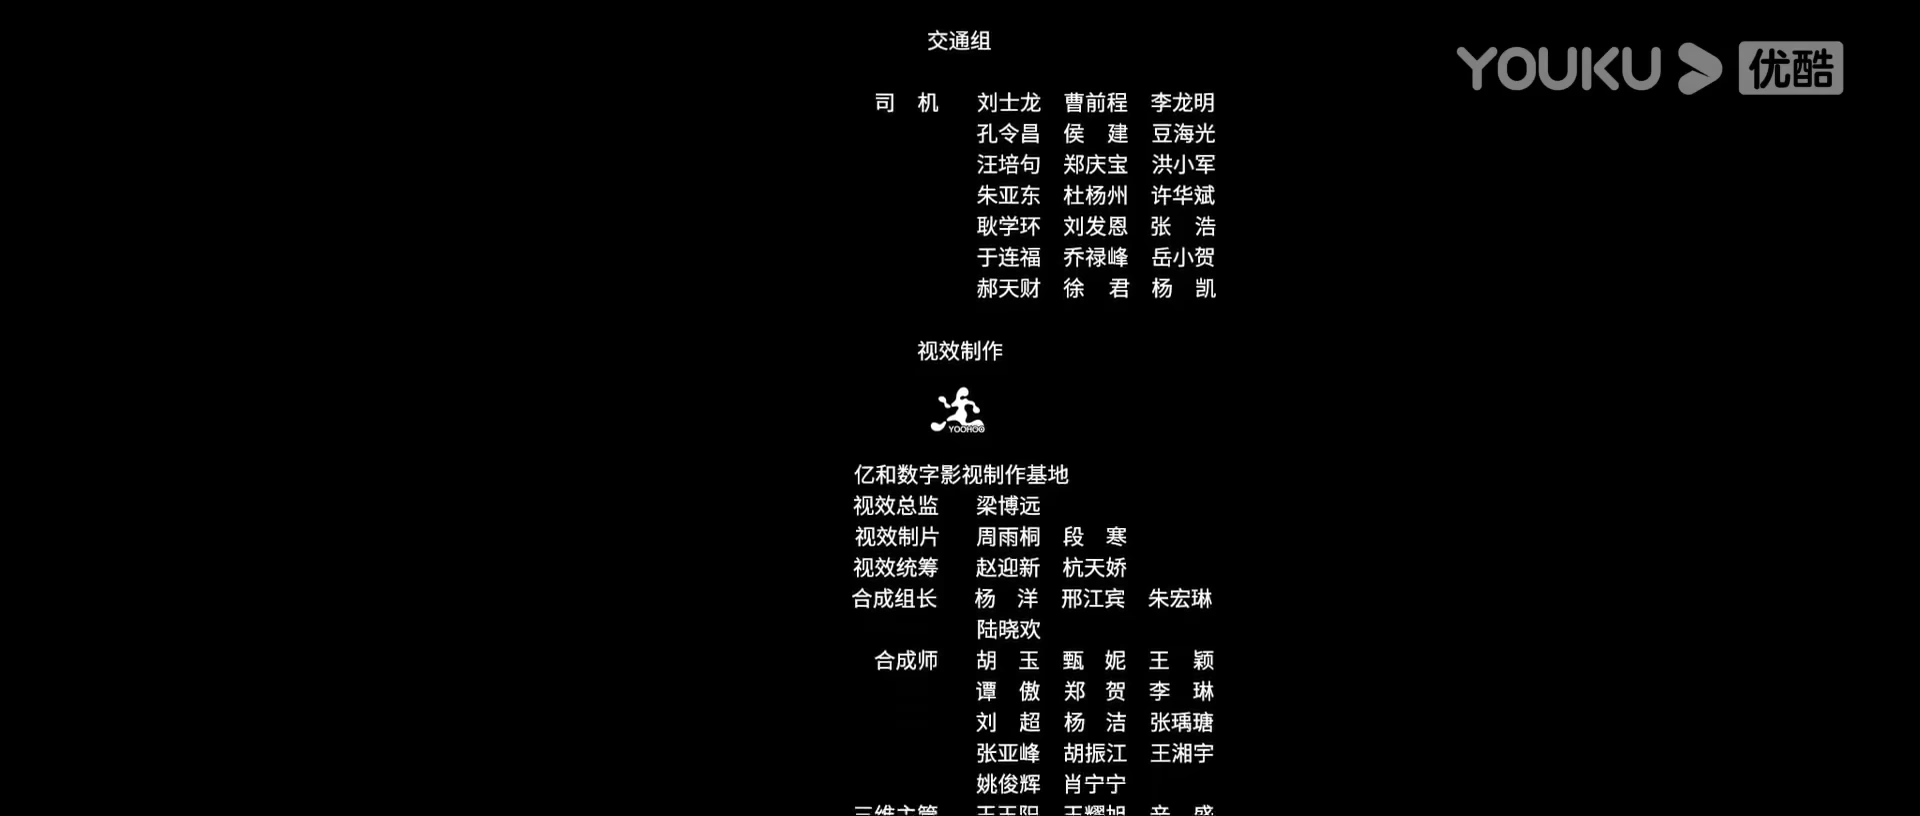 交通组
YOUKU 优酷
司 机 刘士龙 曹前程 李龙明
孔令昌 侯 建 豆海光
汪培句 郑庆宝 洪小军
朱亚东 杜杨州 许华斌
耿学环 刘发恩 张 浩
于连福 乔禄峰 岳小贺
郝天财 徐 君 杨 凯
视效制作
YOOHOO
亿和数字影视制作基地
视效总监 梁博远
视效制片 周雨桐 段 寒
视效统筹 赵迎新 杭天娇
合成组长 杨 洋 邢江宾 朱宏琳
陆晓欢
合成师 胡 玉 甄 妮 王 颖
谭 傲 郑 贺 李 琳
刘 超 杨 洁 张瑀瑭
张亚峰 胡振江 王湘宇
姚俊辉 肖宁宁
三维主管